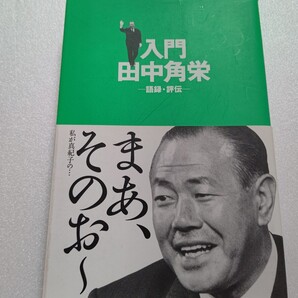 入門
田中角栄
―語録・評伝―
まあ、
そのお〜
私が真紀子の…